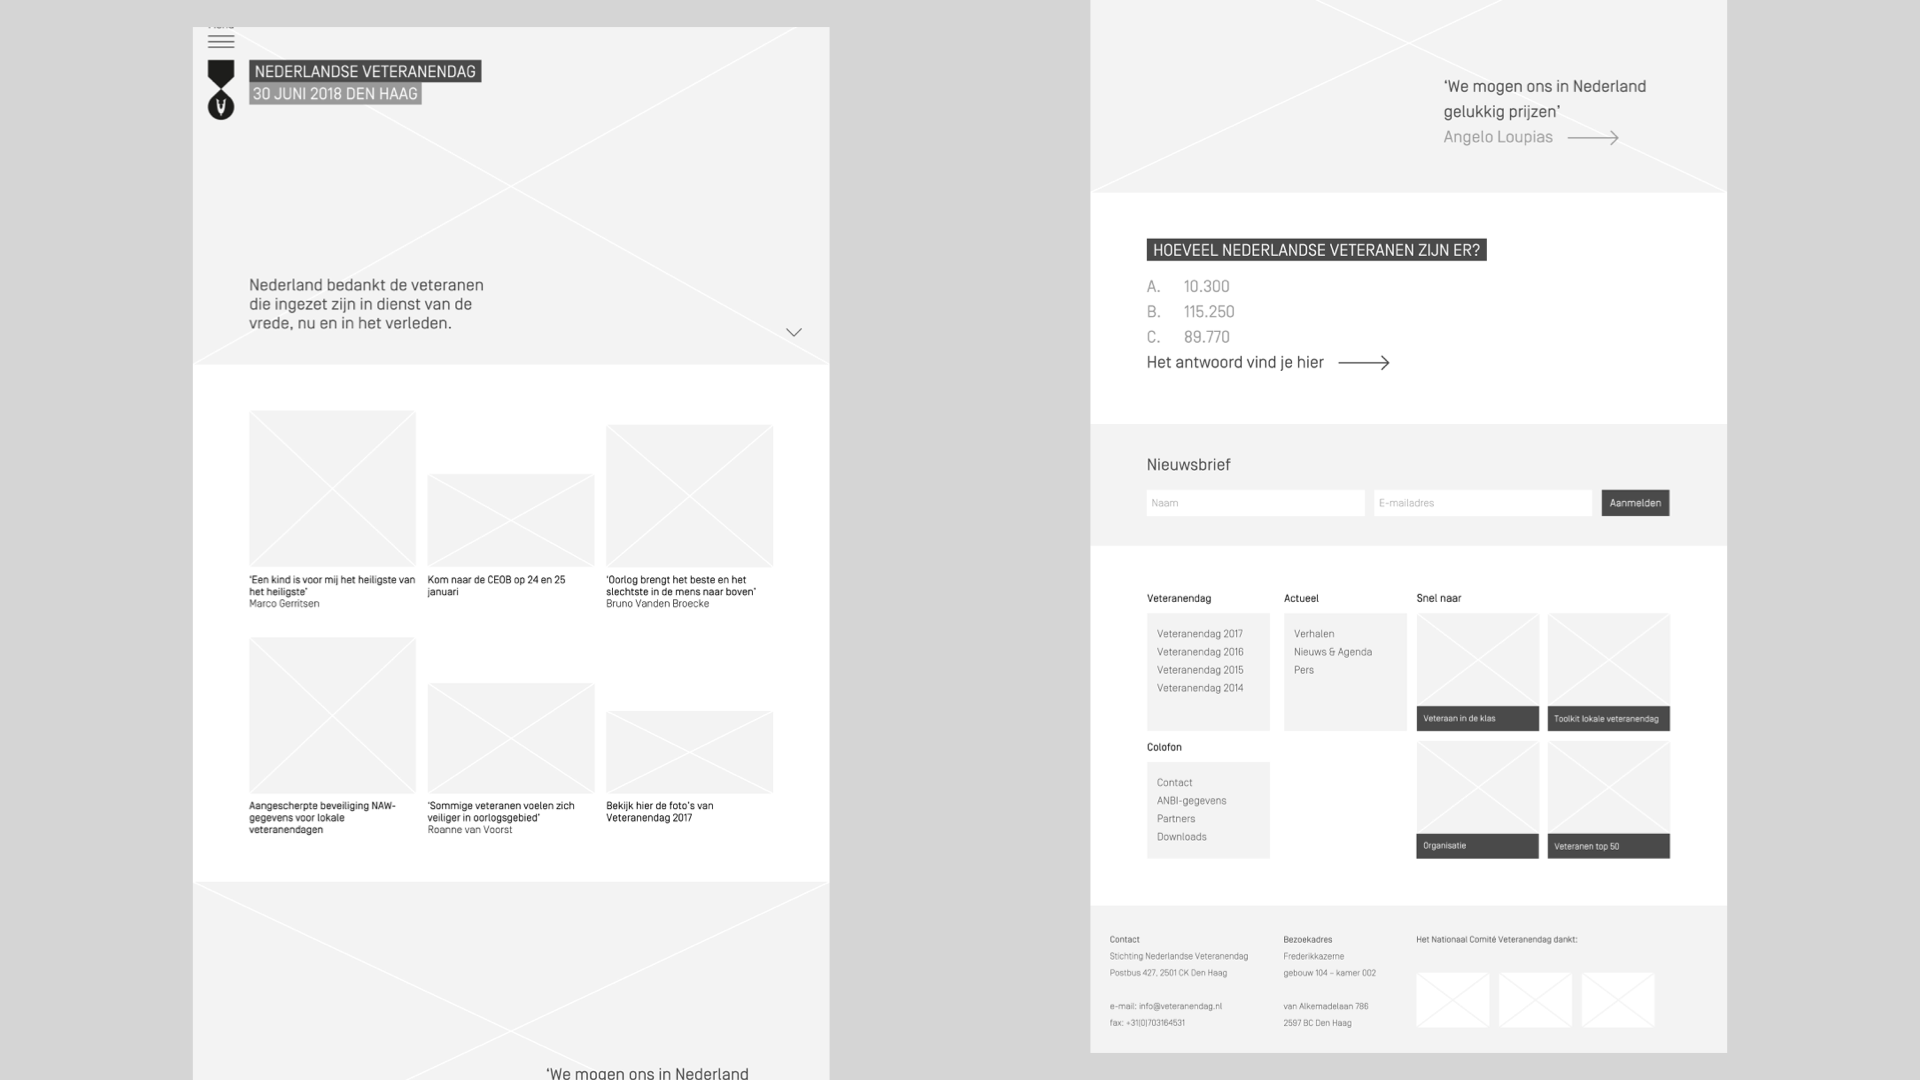 NEDERLANDSE VETERANENDAG
30 JUNI 2018 DEN HAAG
Nederland bedankt de veteranen
die ingezet zijn in dienst van de
vrede, nu en in het verleden.
‘Een kind is voor mij het heiligste van
het heiligste’
Marco Gerritsen
Kom naar de CEOB op 24 en 25
januari
‘Oorlog brengt het beste en het
slechtste in de mens naar boven’
Bruno Vanden Broecke
Aangescherpte beveiliging NAW-
gegevens voor lokale
veteranendagen
‘Sommige veteranen voelen zich
veiliger in oorlogsgebied’
Roanne van Voorst
Bekijk hier de foto’s van
Veteranendag 2017
‘We mogen ons in Nederland
‘We mogen ons in Nederland
gelukkig prijzen’
Angelo Loupias
HOEVEEL NEDERLANDSE VETERANEN ZIJN ER?
A. 10.300
B. 115.250
C. 89.770
Het antwoord vind je hier
Nieuwsbrief
Naam
E-mailadres
Aanmelden
Veteranendag
Veteranendag 2017
Veteranendag 2016
Veteranendag 2015
Veteranendag 2014
Actueel
Verhalen
Nieuws & Agenda
Pers
Snel naar
Veteraan in de klas
Toolkit lokale veteranendag
Organisatie
Veteranen top 50
Colofon
Contact
ANBI-gegevens
Partners
Downloads
Contact
Stichting Nederlandse Veteranendag
Postbus 427, 2501 CK Den Haag
e-mail: info@veteranendag.nl
fax: +31(0)703164531
Bezoekadres
Frederikkazerne
gebouw 104 – kamer 002
van Alkemadelaan 786
2597 BC Den Haag
Het Nationaal Comité Veteranendag dankt: